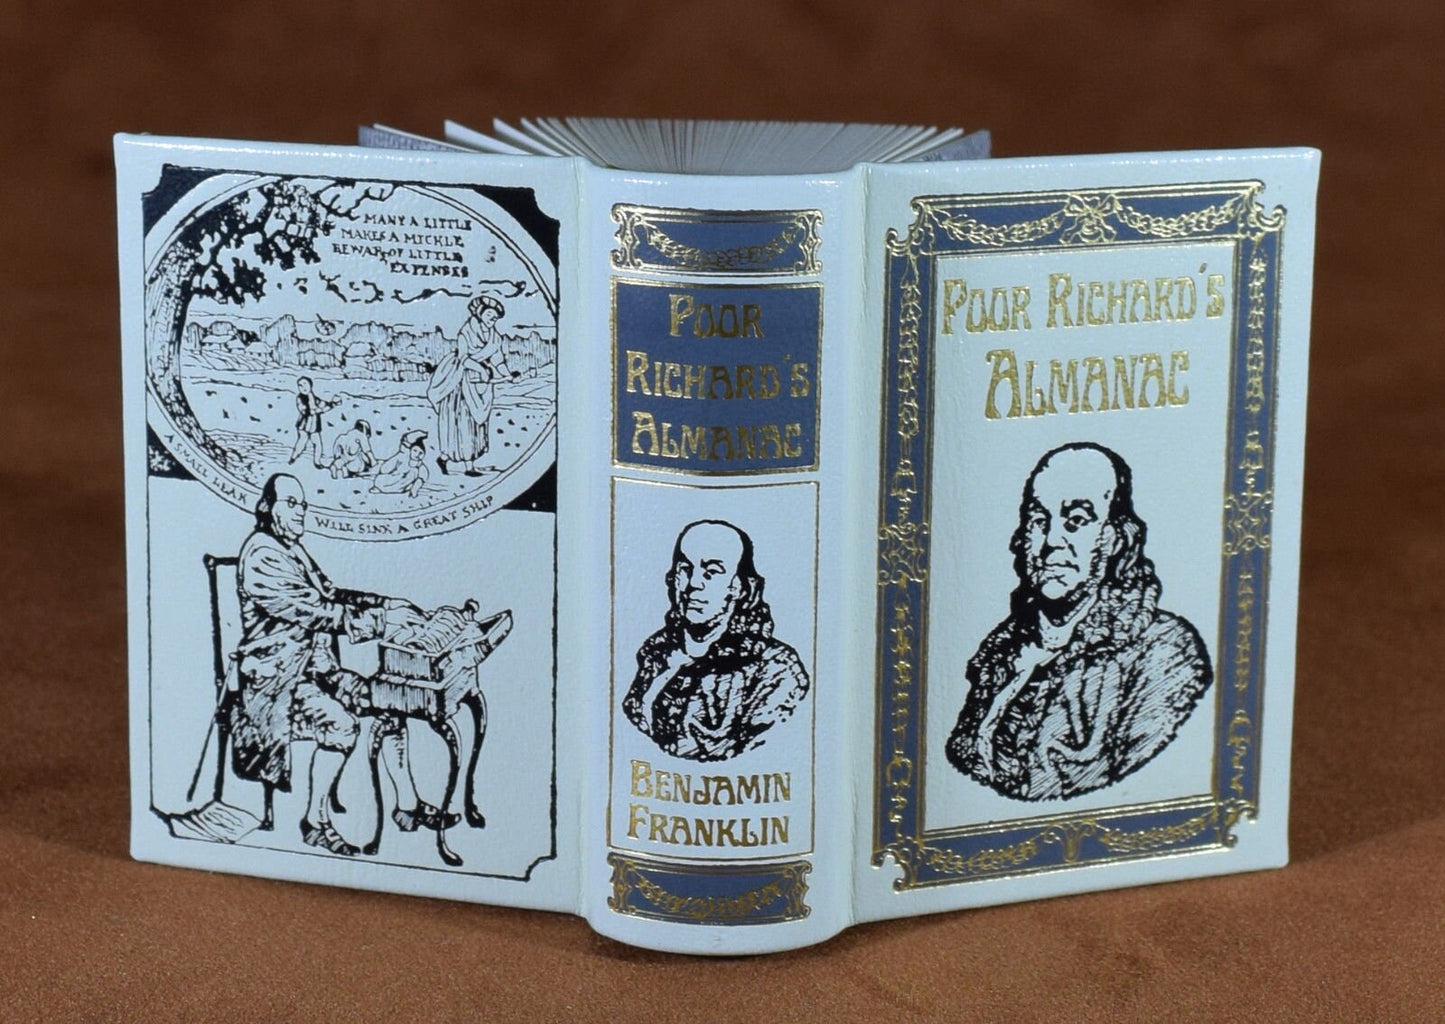 MANY A LITTLE
MAKES A MICKLE
BEWARE OF LITTLE
EXPENSES
A SMALL LEAK
WILL SINK A GREAT SHIP
POOR
RICHARD'S
ALMANAC
BENJAMIN
FRANKLIN
POOR RICHARD'S
ALMANAC